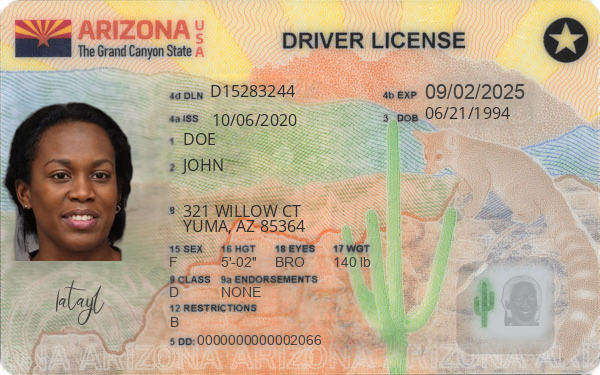 ARIZONA USA
The Grand Canyon State
DRIVER LICENSE
4d DLN D15283244
4b EXP 09/02/2025
4a ISS 10/06/2020
3 DOB 06/21/1994
1 DOE
2 JOHN
8 321 WILLOW CT
YUMA, AZ 85364
15 SEX 16 HGT 18 EYES 17 WGT
F 5'-02" BRO 140 lb
9 CLASS 9a ENDORSEMENTS
D NONE
12 RESTRICTIONS
B
5 DD: 0000000000002066
ARIZONA ARIZONA ARIZONA ARIZONA